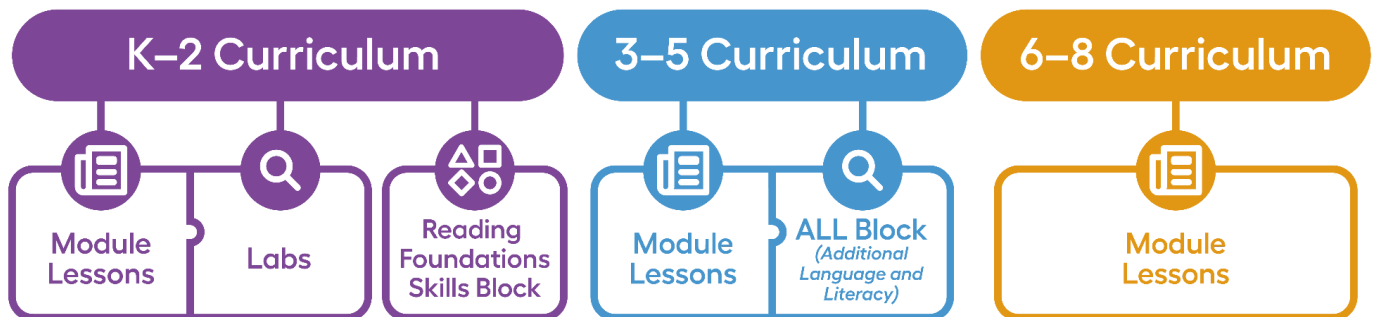 K–2 Curriculum
Module
Lessons
Labs
Reading
Foundations
Skills Block
3–5 Curriculum
Module
Lessons
ALL Block
(Additional
Language and
Literacy)
6–8 Curriculum
Module
Lessons